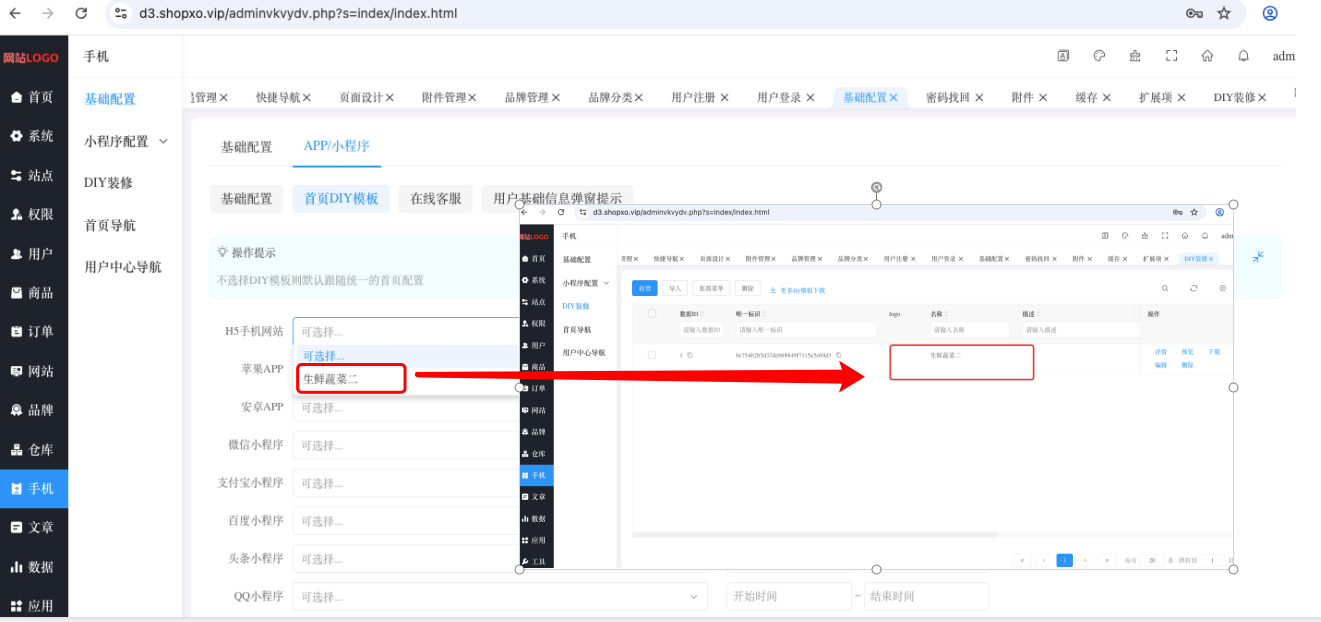 d3.shopxo.vip/adminvkvydv.php?s=index/index.html
网站LOGO
手机
adm
首页
系统
站点
权限
用户
商品
订单
网站
品牌
仓库
手机
文章
数据
应用
基础配置
小程序配置
DIY装修
首页导航
用户中心导航
管理 快捷导航 页面设计 附件管理 品牌管理 品牌分类 用户注册 用户登录 基础配置 密码找回 附件 缓存 扩展项 DIY装修
基础配置 APP/小程序
基础配置 首页DIY模板 在线客服 用户基础信息弹窗提示
操作提示
不选择DIY模板则默认跟随统一的首页配置
H5手机网站 可选择...
可选择...
生鲜蔬菜二
苹果APP
安卓APP 可选择...
微信小程序 可选择...
支付宝小程序 可选择...
百度小程序 可选择...
头条小程序 可选择...
QQ小程序 可选择... 开始时间 ~ 结束时间
d3.shopxo.vip/adminvkvydv.php?s=index/index.html
网站LOGO
手机
adm
首页
系统
站点
权限
用户
商品
订单
网站
品牌
仓库
手机
文章
数据
应用
工具
基础配置
小程序配置
DIY装修
首页导航
用户中心导航
管理 快捷导航 页面设计 附件管理 品牌管理 品牌分类 用户注册 用户登录 基础配置 密码找回 附件 缓存 扩展项 DIY装修
新增 导入 底部菜单 删除 更多diy模板下载
数据ID 唯一标识 logo 名称 描述 操作
请输入数据ID 请输入唯一标识 请输入名称 请输入描述
1 生鲜蔬菜二 详情 预览 下载
编辑 删除
« ‹ 1 › » 每页 20 条 跳转到 1